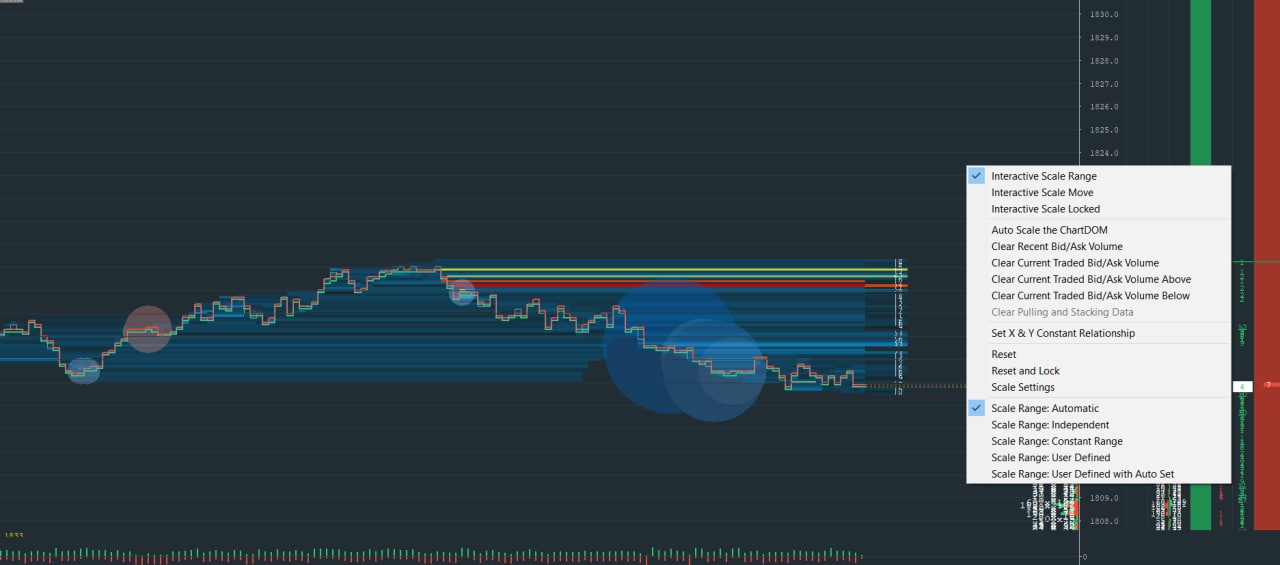 1830.0
1829.0
1828.0
1827.0
1826.0
1825.0
1824.0
Interactive Scale Range
Interactive Scale Move
Interactive Scale Locked
Auto Scale the ChartDOM
Clear Recent Bid/Ask Volume
Clear Current Traded Bid/Ask Volume
Clear Current Traded Bid/Ask Volume Above
Clear Current Traded Bid/Ask Volume Below
Clear Pulling and Stacking Data
Set X & Y Constant Relationship
Reset
Reset and Lock
Scale Settings
Scale Range: Automatic
Scale Range: Independent
Scale Range: Constant Range
Scale Range: User Defined
Scale Range: User Defined with Auto Set
1809.0
1808.0
1833
0